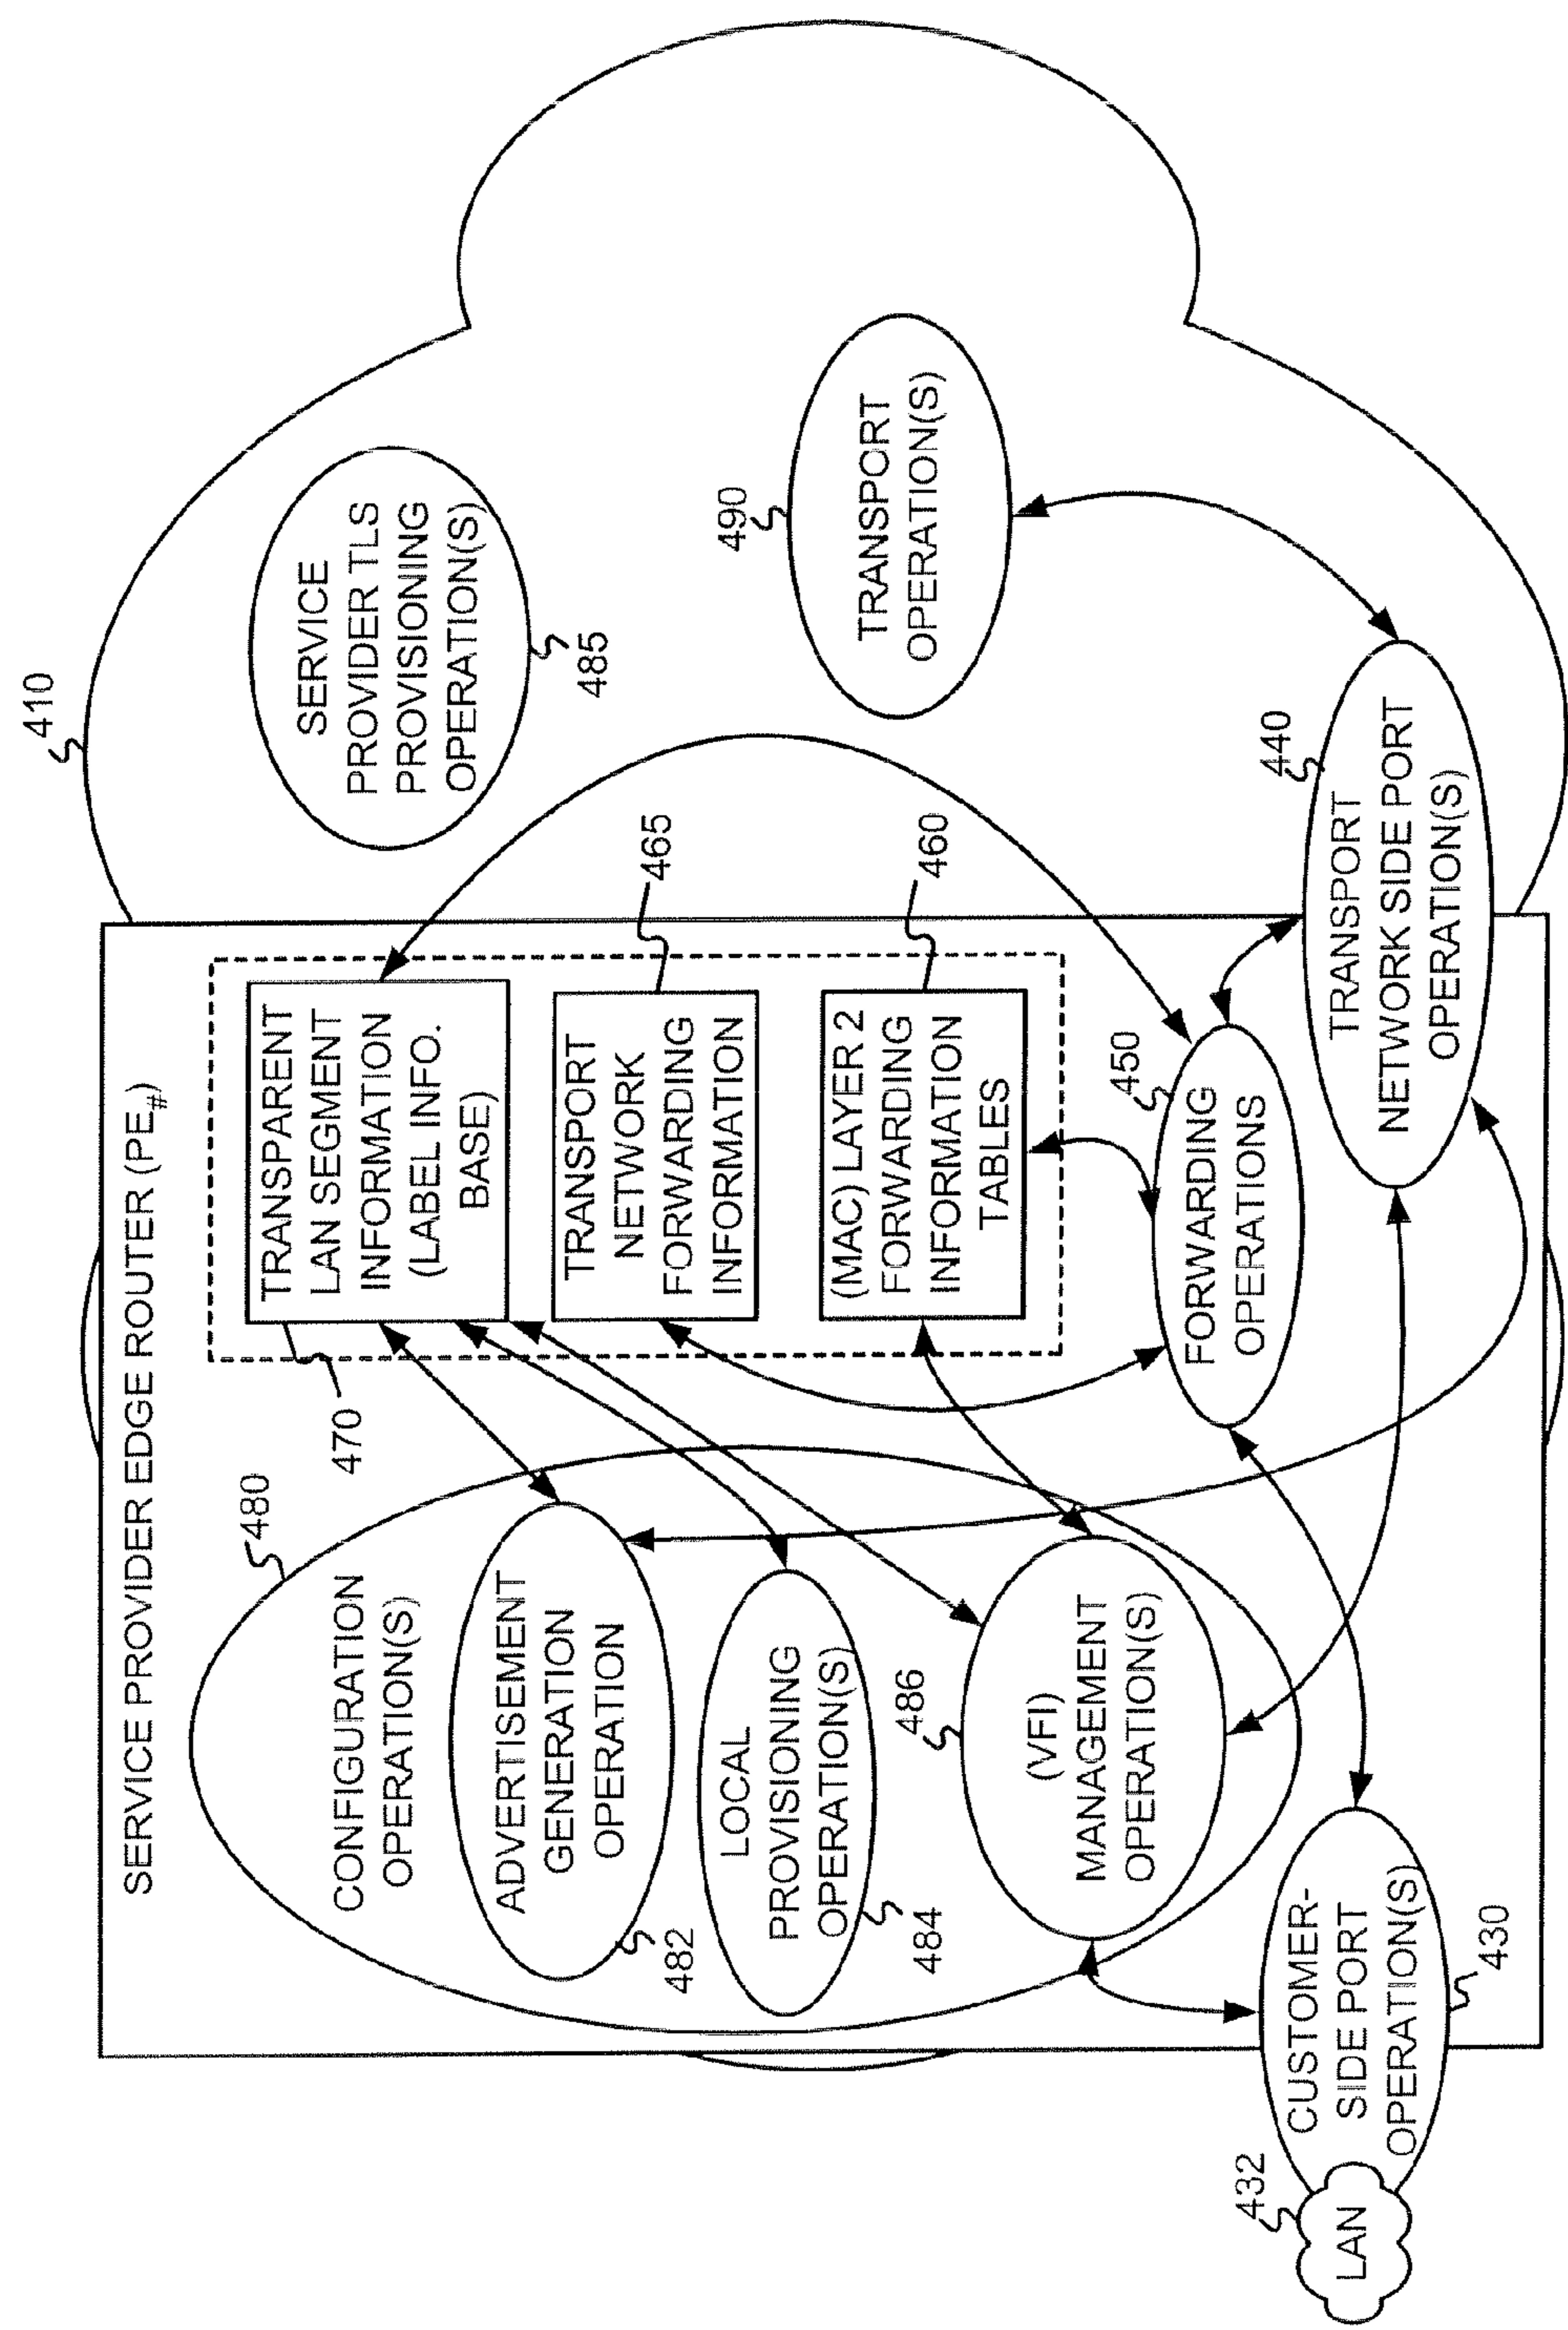 410
SERVICE PROVIDER EDGE ROUTER (PE#)
480
CONFIGURATION
OPERATION(S)
ADVERTISEMENT
GENERATION
OPERATION
482
LOCAL
PROVISIONING
OPERATION(S)
484
486
(VFI)
MANAGEMENT
OPERATION(S)
470
TRANSPARENT
LAN SEGMENT
INFORMATION
(LABEL INFO.
BASE)
TRANSPORT
NETWORK
FORWARDING
INFORMATION
465
(MAC) LAYER 2
FORWARDING
INFORMATION
TABLES
460
450
FORWARDING
OPERATIONS
SERVICE
PROVIDER TLS
PROVISIONING
OPERATION(S)
485
490
TRANSPORT
OPERATION(S)
440
TRANSPORT
NETWORK SIDE PORT
OPERATION(S)
432
LAN
CUSTOMER-
SIDE PORT
OPERATION(S)
430